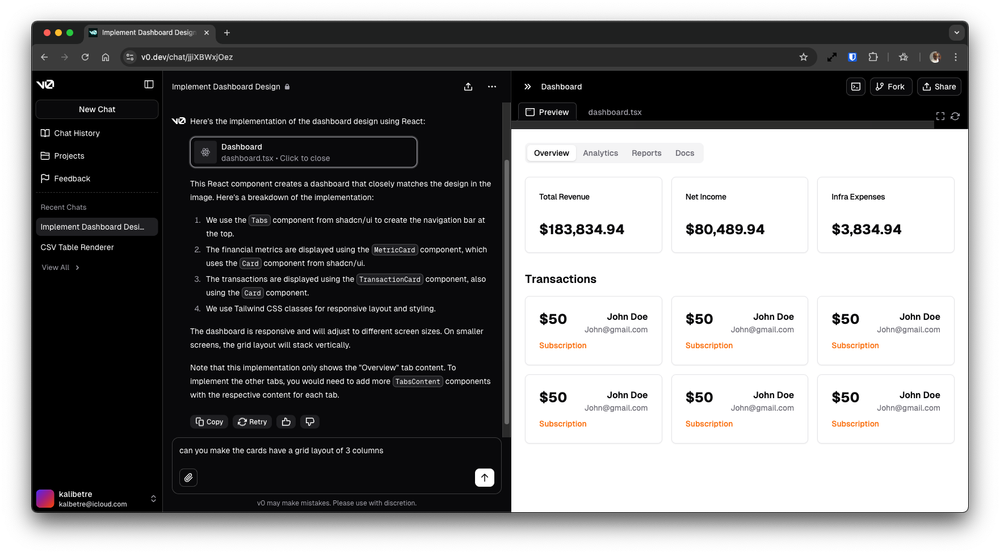 Implement Dashboard Design
v0.dev/chat/jjiXBWxjOez
v0
New Chat
Chat History
Projects
Feedback
Recent Chats
Implement Dashboard Desi...
CSV Table Renderer
View All
kalibetre
kalbetre@icloud.com
Implement Dashboard Design
v0
Here's the implementation of the dashboard design using React:
Dashboard
dashboard.tsx • Click to close
This React component creates a dashboard that closely matches the design in the
image. Here's a breakdown of the implementation:
1. We use the Tabs component from shadcn/ui to create the navigation bar at
the top.
2. The financial metrics are displayed using the MetricCard component, which
uses the Card component from shadcn/ui.
3. The transactions are displayed using the TransactionCard component, also
using the Card component.
4. We use Tailwind CSS classes for responsive layout and styling.
The dashboard is responsive and will adjust to different screen sizes. On smaller
screens, the grid layout will stack vertically.
Note that this implementation only shows the "Overview" tab content. To
implement the other tabs, you would need to add more TabsContent components
with the respective content for each tab.
Copy Retry
can you make the cards have a grid layout of 3 columns
v0 may make mistakes. Please use with discretion.
Dashboard
Fork Share
Preview dashboard.tsx
Overview Analytics Reports Docs
Total Revenue Net Income Infra Expenses
$183,834.94 $80,489.94 $3,834.94
Transactions
$50 John Doe $50 John Doe $50 John Doe
John@gmail.com John@gmail.com John@gmail.com
Subscription Subscription Subscription
$50 John Doe $50 John Doe $50 John Doe
John@gmail.com John@gmail.com John@gmail.com
Subscription Subscription Subscription